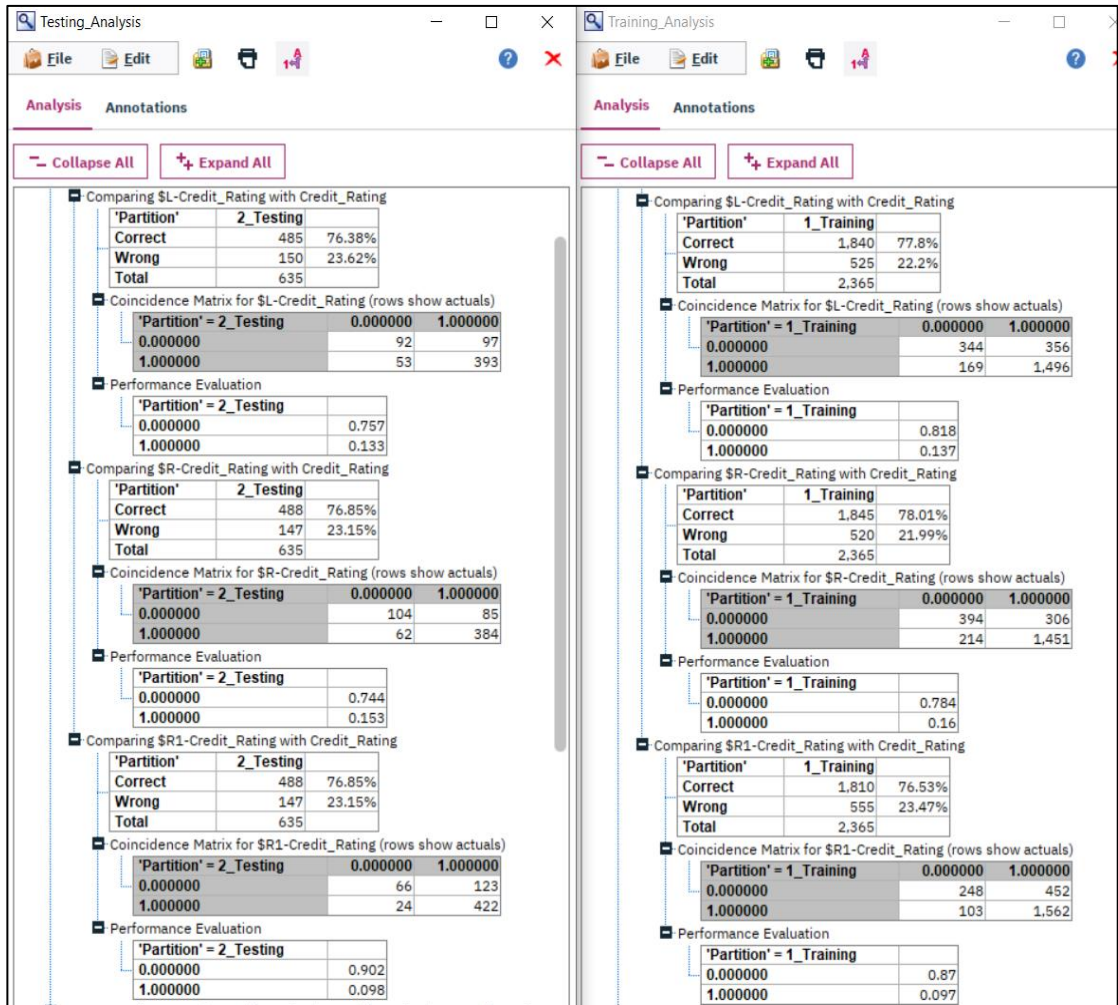 Testing_Analysis
File Edit
Analysis Annotations
Collapse All Expand All
Comparing $L-Credit_Rating with Credit_Rating
'Partition' 2_Testing
Correct 485 76.38%
Wrong 150 23.62%
Total 635
Coincidence Matrix for $L-Credit_Rating (rows show actuals)
'Partition' = 2_Testing 0.000000 1.000000
0.000000 92 97
1.000000 53 393
Performance Evaluation
'Partition' = 2_Testing
0.000000 0.757
1.000000 0.133
Comparing $R-Credit_Rating with Credit_Rating
'Partition' 2_Testing
Correct 488 76.85%
Wrong 147 23.15%
Total 635
Coincidence Matrix for $R-Credit_Rating (rows show actuals)
'Partition' = 2_Testing 0.000000 1.000000
0.000000 104 85
1.000000 62 384
Performance Evaluation
'Partition' = 2_Testing
0.000000 0.744
1.000000 0.153
Comparing $R1-Credit_Rating with Credit_Rating
'Partition' 2_Testing
Correct 488 76.85%
Wrong 147 23.15%
Total 635
Coincidence Matrix for $R1-Credit_Rating (rows show actuals)
'Partition' = 2_Testing 0.000000 1.000000
0.000000 66 123
1.000000 24 422
Performance Evaluation
'Partition' = 2_Testing
0.000000 0.902
1.000000 0.098
Training_Analysis
File Edit
Analysis Annotations
Collapse All Expand All
Comparing $L-Credit_Rating with Credit_Rating
'Partition' 1_Training
Correct 1,840 77.8%
Wrong 525 22.2%
Total 2,365
Coincidence Matrix for $L-Credit_Rating (rows show actuals)
'Partition' = 1_Training 0.000000 1.000000
0.000000 344 356
1.000000 169 1,496
Performance Evaluation
'Partition' = 1_Training
0.000000 0.818
1.000000 0.137
Comparing $R-Credit_Rating with Credit_Rating
'Partition' 1_Training
Correct 1,845 78.01%
Wrong 520 21.99%
Total 2,365
Coincidence Matrix for $R-Credit_Rating (rows show actuals)
'Partition' = 1_Training 0.000000 1.000000
0.000000 394 306
1.000000 214 1,451
Performance Evaluation
'Partition' = 1_Training
0.000000 0.784
1.000000 0.16
Comparing $R1-Credit_Rating with Credit_Rating
'Partition' 1_Training
Correct 1,810 76.53%
Wrong 555 23.47%
Total 2,365
Coincidence Matrix for $R1-Credit_Rating (rows show actuals)
'Partition' = 1_Training 0.000000 1.000000
0.000000 248 452
1.000000 103 1,562
Performance Evaluation
'Partition' = 1_Training
0.000000 0.87
1.000000 0.097